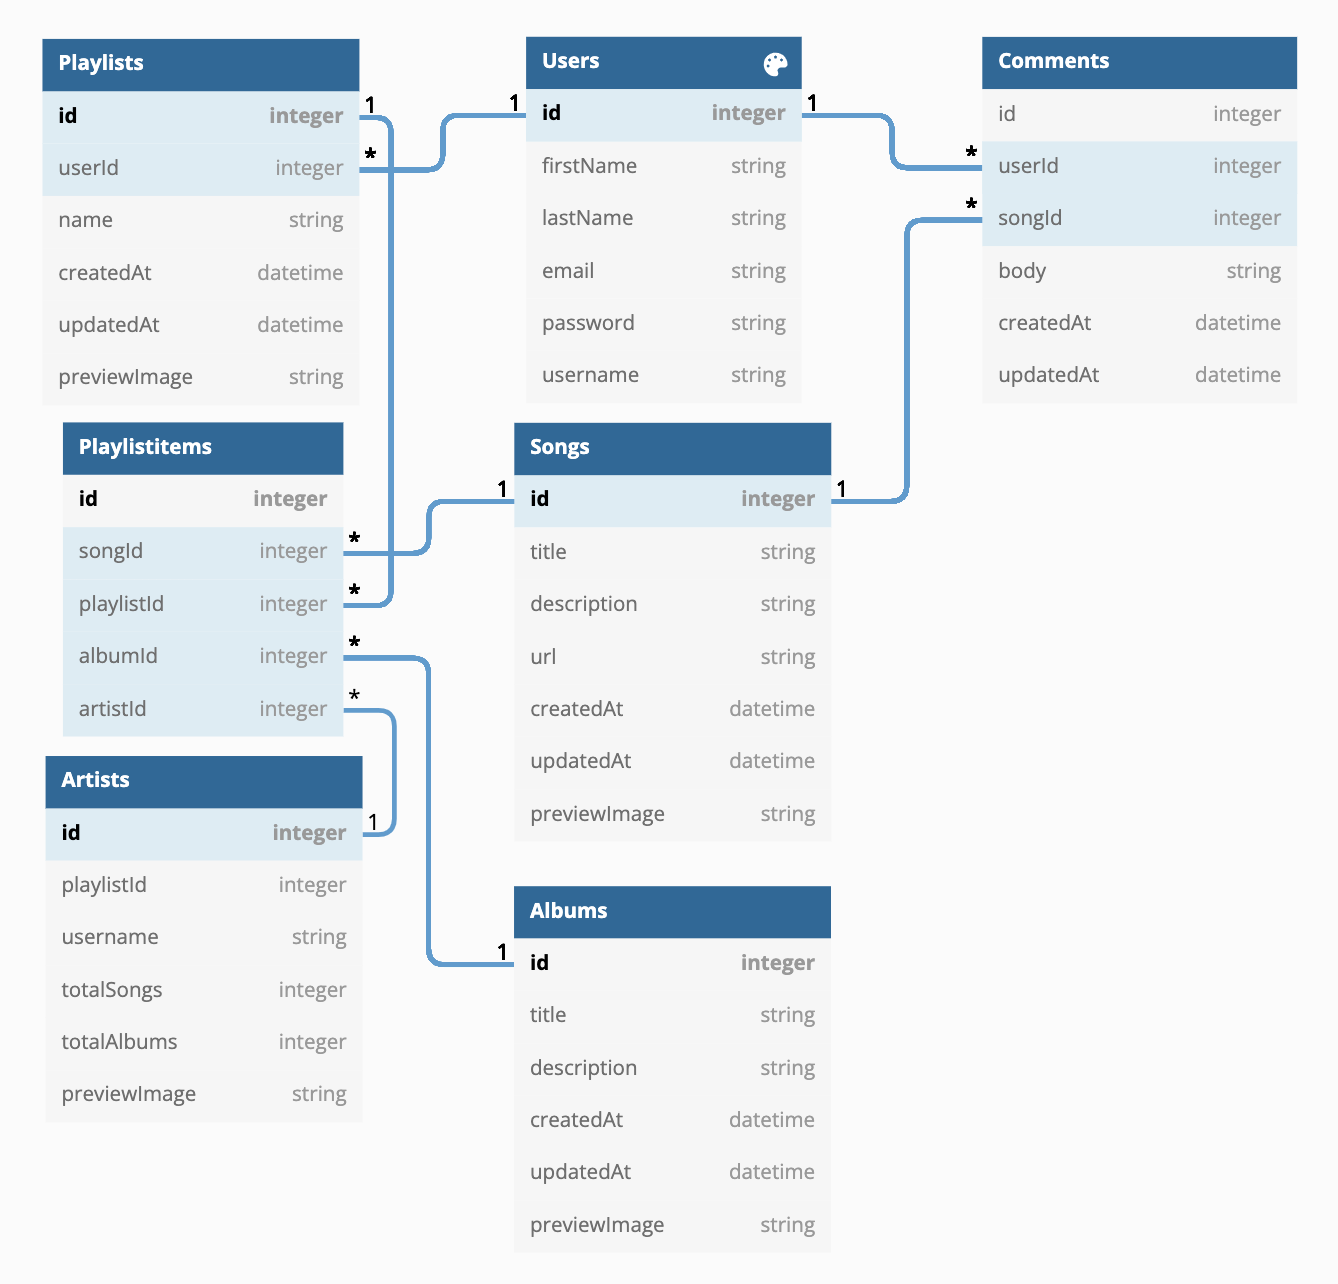 Playlists
id integer 1
userId integer *
name string
createdAt datetime
updatedAt datetime
previewImage string
Users
1 id integer 1
firstName string
lastName string
email string
password string
username string
Comments
id integer
* userId integer
* songId integer
body string
createdAt datetime
updatedAt datetime
Playlistitems
id integer
songId integer *
playlistId integer *
albumId integer *
artistId integer *
Songs
1 id integer 1
title string
description string
url string
createdAt datetime
updatedAt datetime
previewImage string
Artists
id integer 1
playlistId integer
username string
totalSongs integer
totalAlbums integer
previewImage string
Albums
1 id integer
title string
description string
createdAt datetime
updatedAt datetime
previewImage string